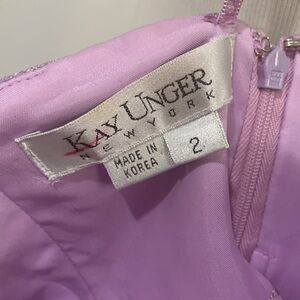 KAY UNGER
NEW YORK
MADE IN
KOREA
2